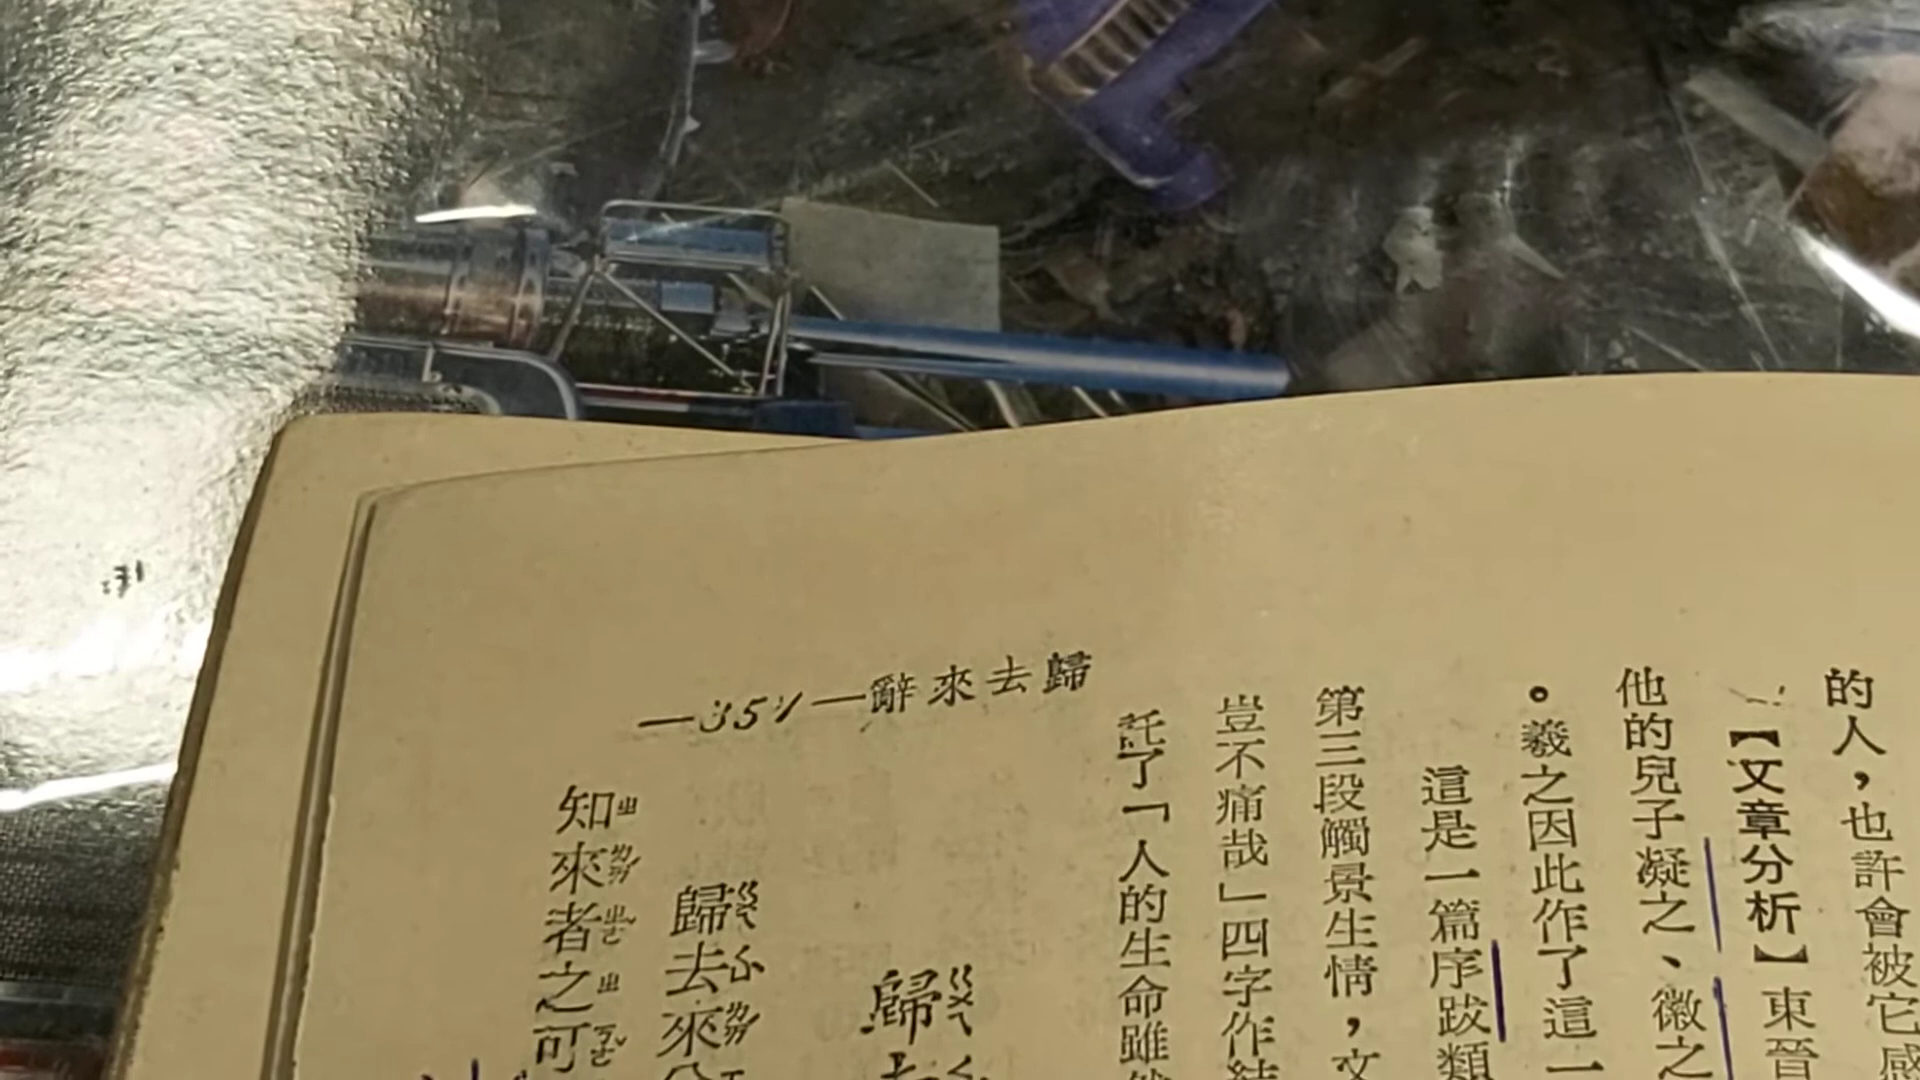 歸去來辭—351—
的人，也許會被它感
【文章分析】東晉
他的兒子凝之、徽之
。羲之因此作了這一
這是一篇序跋類
第三段觸景生情，文
豈不痛哉」四字作結
託了「人的生命雖然
歸去
歸去來兮
知來者之可